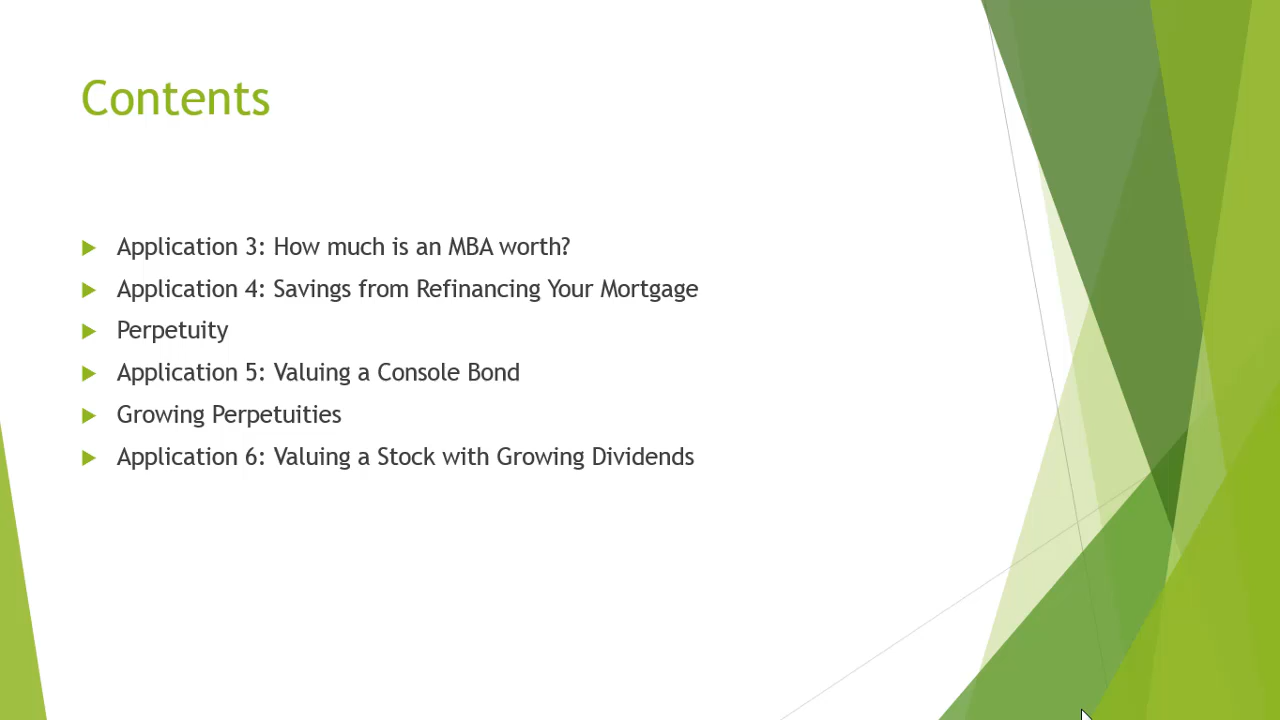 Contents
Application 3: How much is an MBA worth?
Application 4: Savings from Refinancing Your Mortgage
Perpetuity
Application 5: Valuing a Console Bond
Growing Perpetuities
Application 6: Valuing a Stock with Growing Dividends